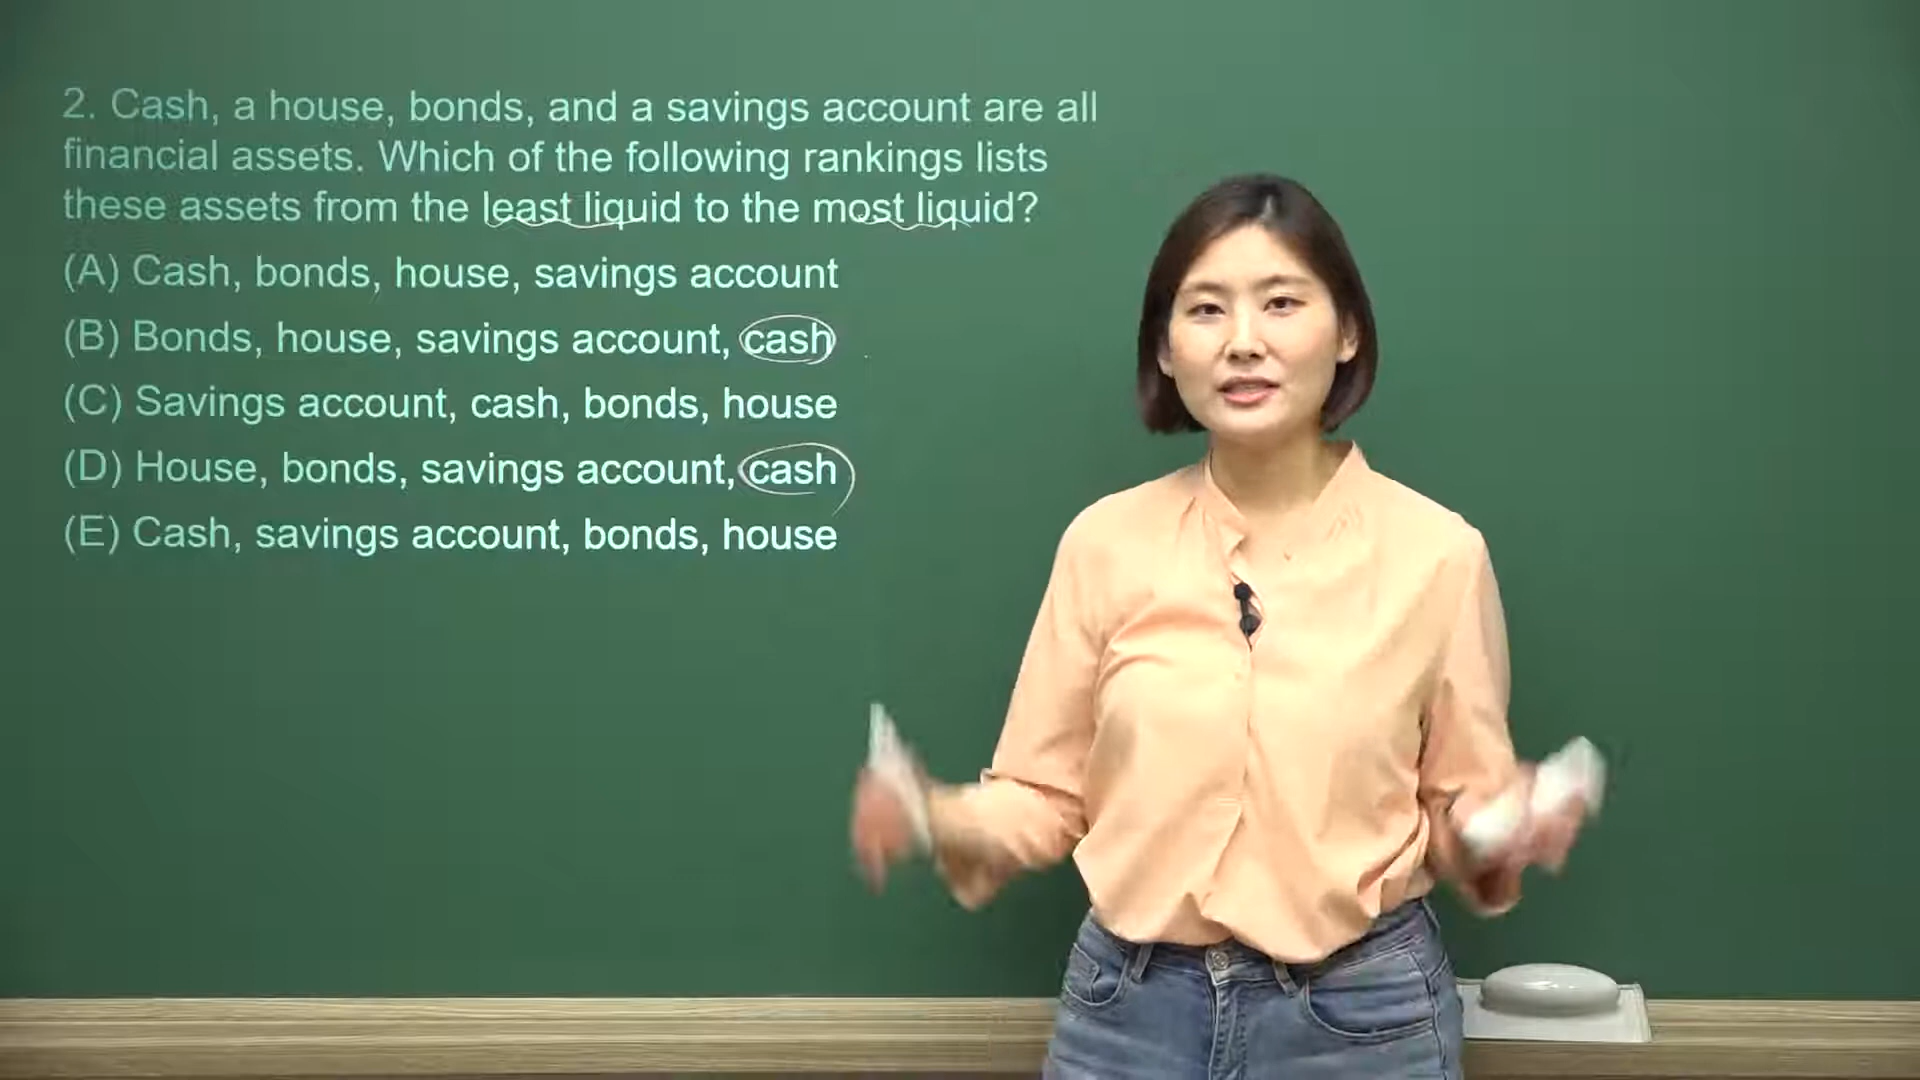 2. Cash, a house, bonds, and a savings account are all
financial assets. Which of the following rankings lists
these assets from the least liquid to the most liquid?
(A) Cash, bonds, house, savings account
(B) Bonds, house, savings account, cash
(C) Savings account, cash, bonds, house
(D) House, bonds, savings account, cash
(E) Cash, savings account, bonds, house